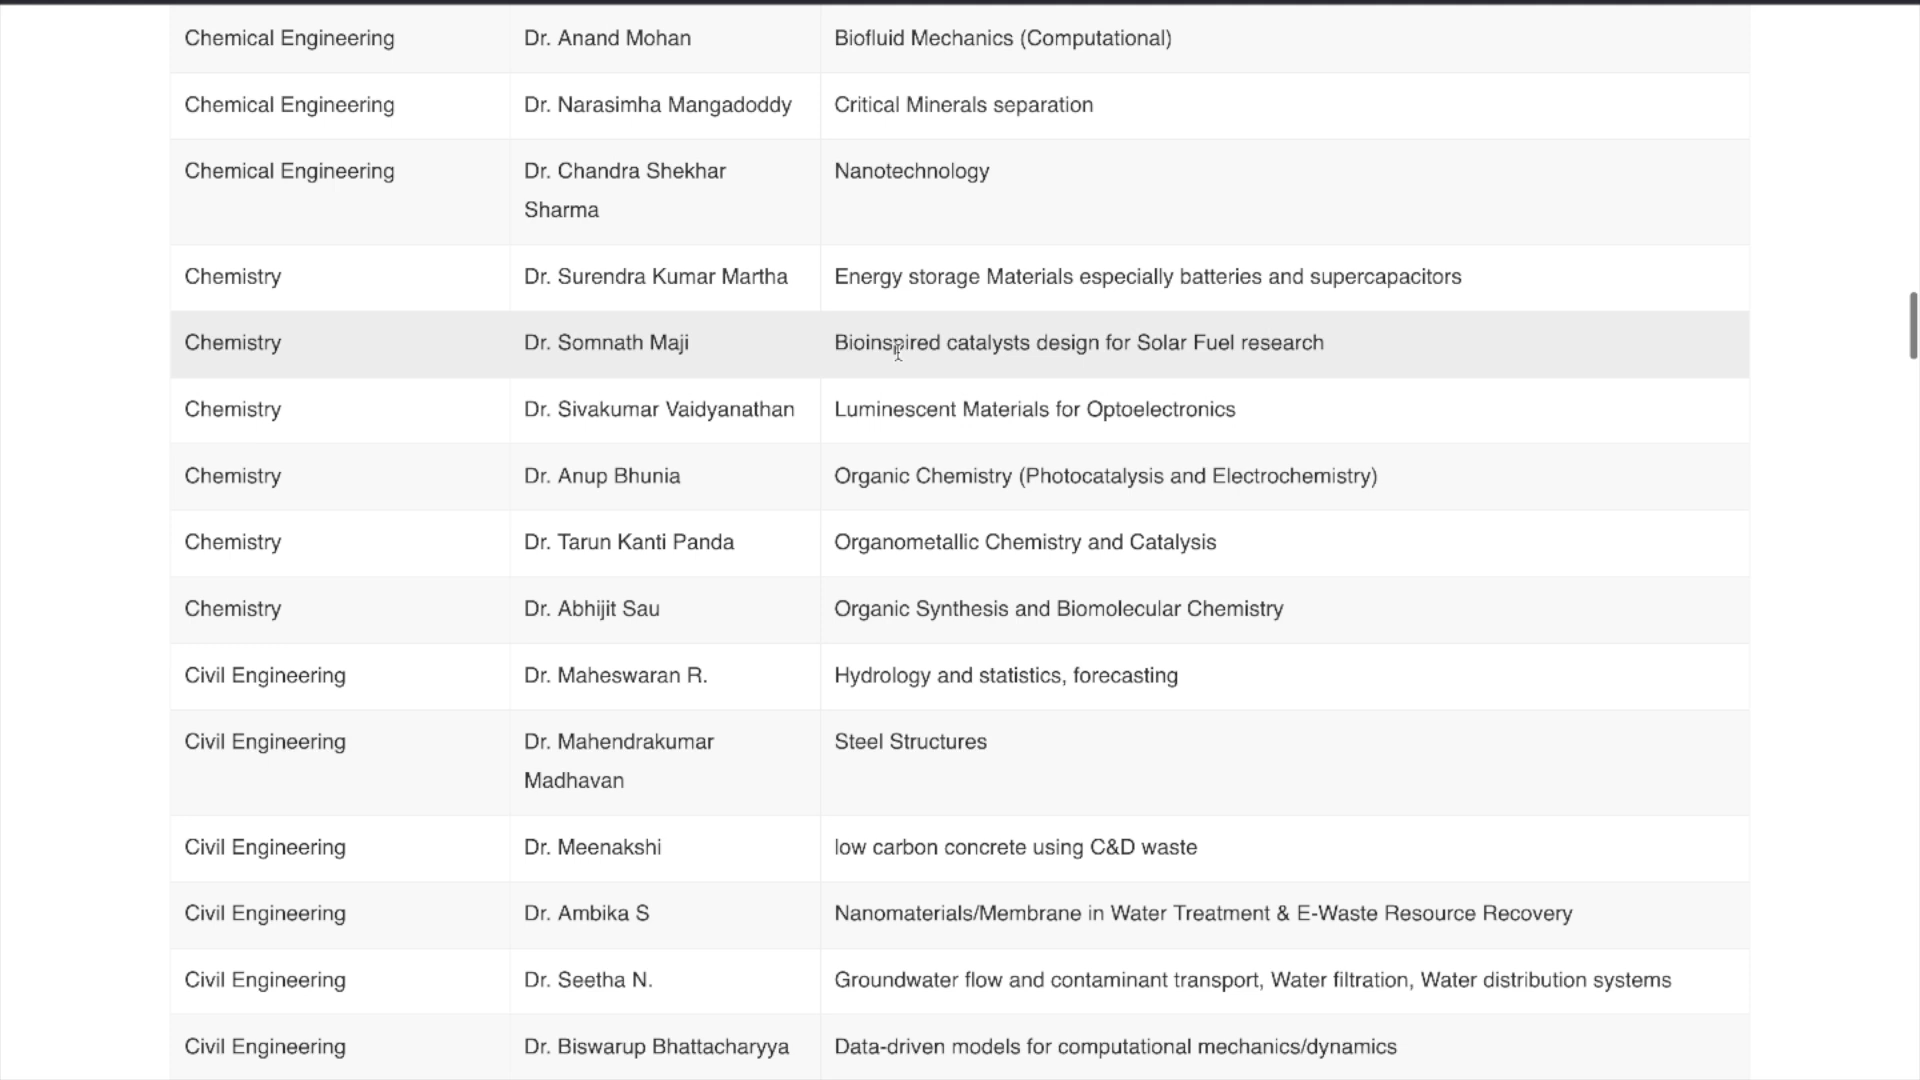 Chemical Engineering Dr. Anand Mohan Biofluid Mechanics (Computational)
Chemical Engineering Dr. Narasimha Mangadoddy Critical Minerals separation
Chemical Engineering Dr. Chandra Shekhar Nanotechnology
Sharma
Chemistry Dr. Surendra Kumar Martha Energy storage Materials especially batteries and supercapacitors
Chemistry Dr. Somnath Maji Bioinspired catalysts design for Solar Fuel research
Chemistry Dr. Sivakumar Vaidyanathan Luminescent Materials for Optoelectronics
Chemistry Dr. Anup Bhunia Organic Chemistry (Photocatalysis and Electrochemistry)
Chemistry Dr. Tarun Kanti Panda Organometallic Chemistry and Catalysis
Chemistry Dr. Abhijit Sau Organic Synthesis and Biomolecular Chemistry
Civil Engineering Dr. Maheswaran R. Hydrology and statistics, forecasting
Civil Engineering Dr. Mahendrakumar Steel Structures
Madhavan
Civil Engineering Dr. Meenakshi low carbon concrete using C&D waste
Civil Engineering Dr. Ambika S Nanomaterials/Membrane in Water Treatment & E-Waste Resource Recovery
Civil Engineering Dr. Seetha N. Groundwater flow and contaminant transport, Water filtration, Water distribution systems
Civil Engineering Dr. Biswarup Bhattacharyya Data-driven models for computational mechanics/dynamics